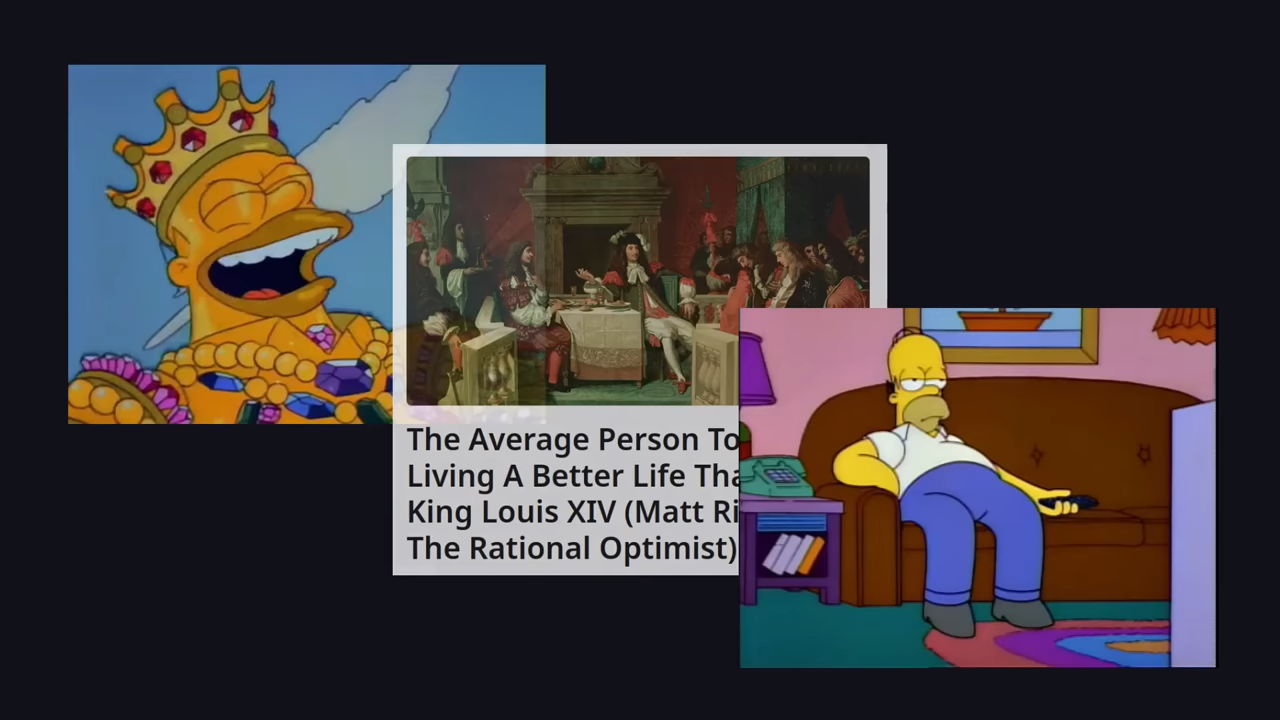 The Average Person To
Living A Better Life Tha
King Louis XIV (Matt Ri
The Rational Optimist)